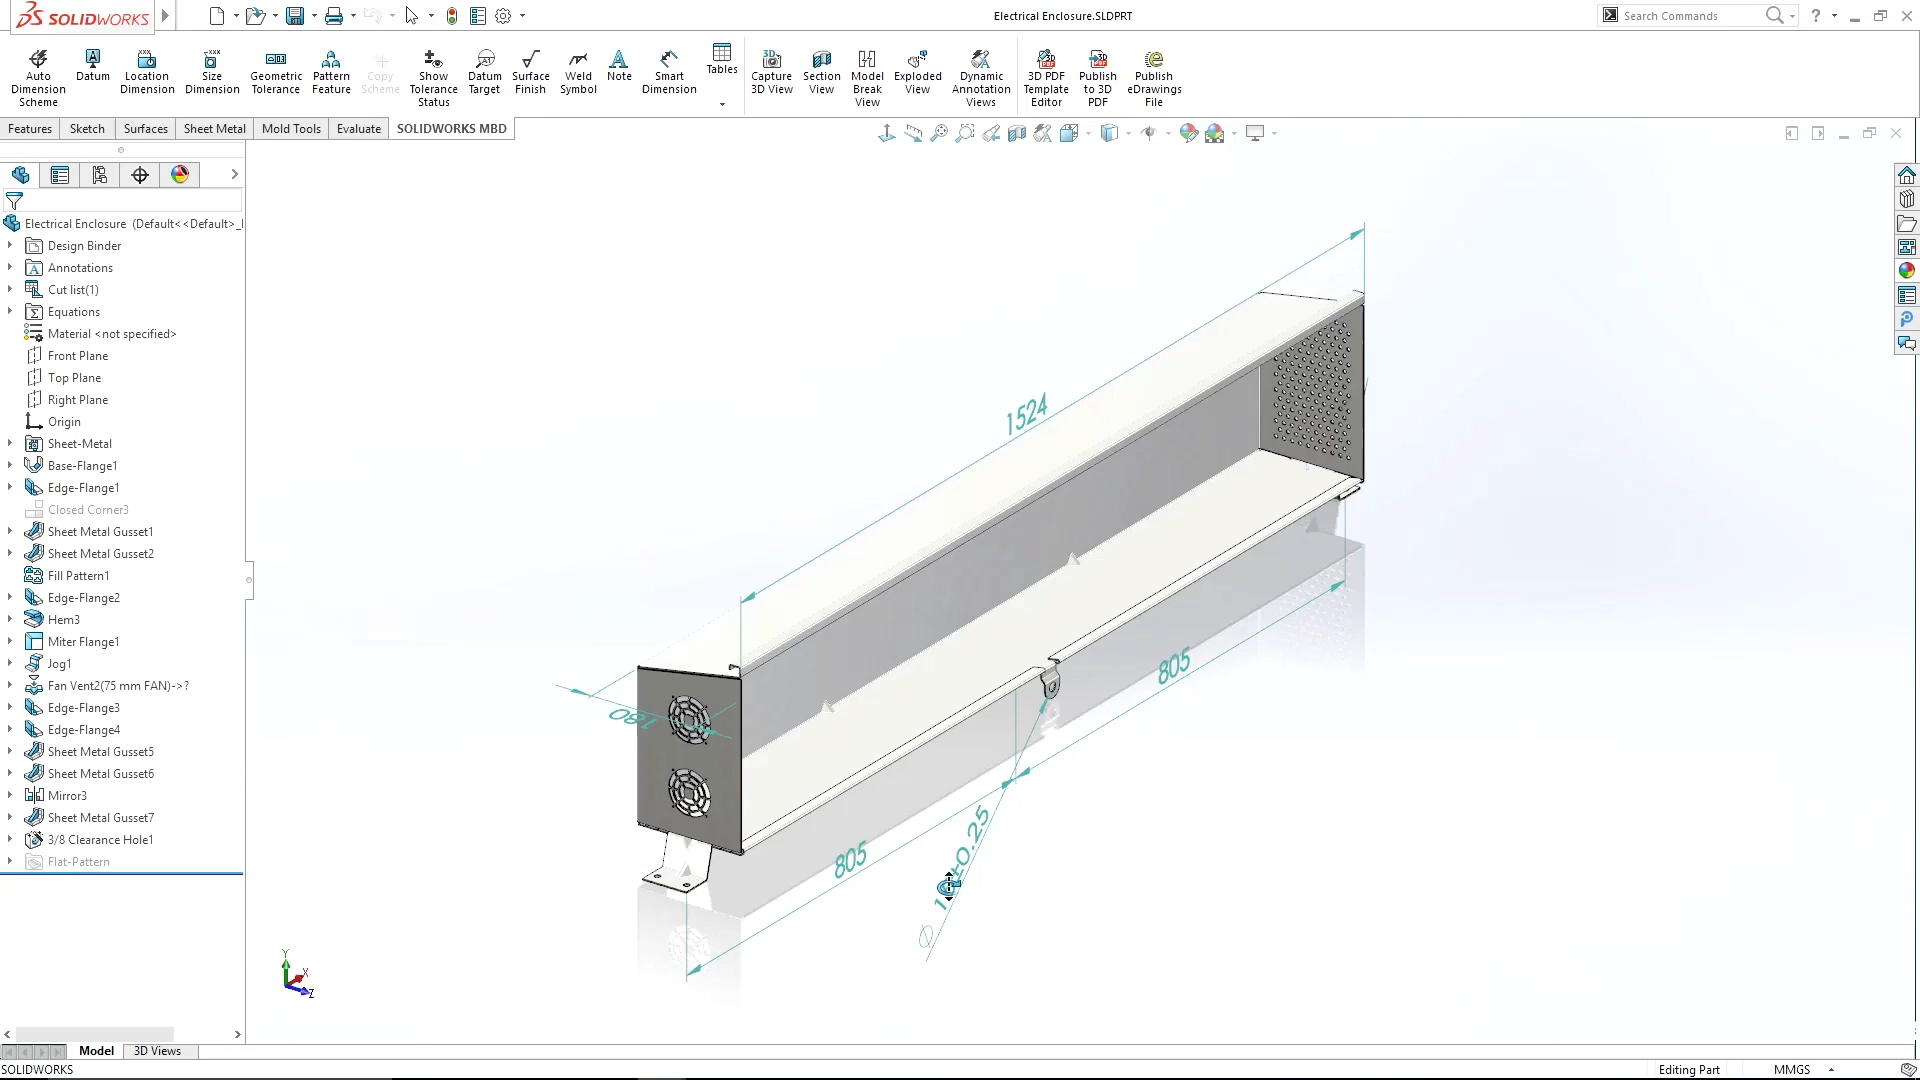 SOLIDWORKS
Electrical Enclosure.SLDPRT
Search Commands
?
Auto Dimension Scheme
Datum
Location Dimension
Size Dimension
Geometric Tolerance
Pattern Feature
Copy Scheme
Show Tolerance Status
Datum Target
Surface Finish
Weld Symbol
Note
Smart Dimension
Tables
Capture 3D View
Section View
Model Break View
Exploded View
Dynamic Annotation Views
3D PDF Template Editor
Publish to 3D PDF
Publish eDrawings File
Features
Sketch
Surfaces
Sheet Metal
Mold Tools
Evaluate
SOLIDWORKS MBD
Electrical Enclosure (Default<<Default>_
Design Binder
Annotations
Cut list(1)
Equations
Material <not specified>
Front Plane
Top Plane
Right Plane
Origin
Sheet-Metal
Base-Flange1
Edge-Flange1
Closed Corner3
Sheet Metal Gusset1
Sheet Metal Gusset2
Fill Pattern1
Edge-Flange2
Hem3
Miter Flange1
Jog1
Fan Vent2(75 mm FAN)->?
Edge-Flange3
Edge-Flange4
Sheet Metal Gusset5
Sheet Metal Gusset6
Mirror3
Sheet Metal Gusset7
3/8 Clearance Hole1
Flat-Pattern
1524
805
180
805
±0.25
Y
X
Z
Model
3D Views
SOLIDWORKS
Editing Part
MMGS